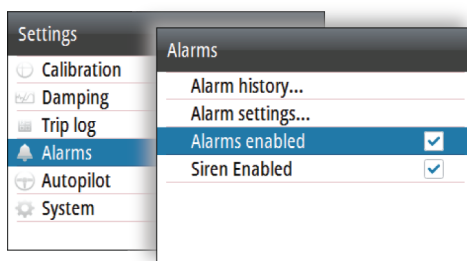 Settings
Calibration
Damping
Trip log
Alarms
Autopilot
System
Alarms
Alarm history...
Alarm settings...
Alarms enabled
Siren Enabled